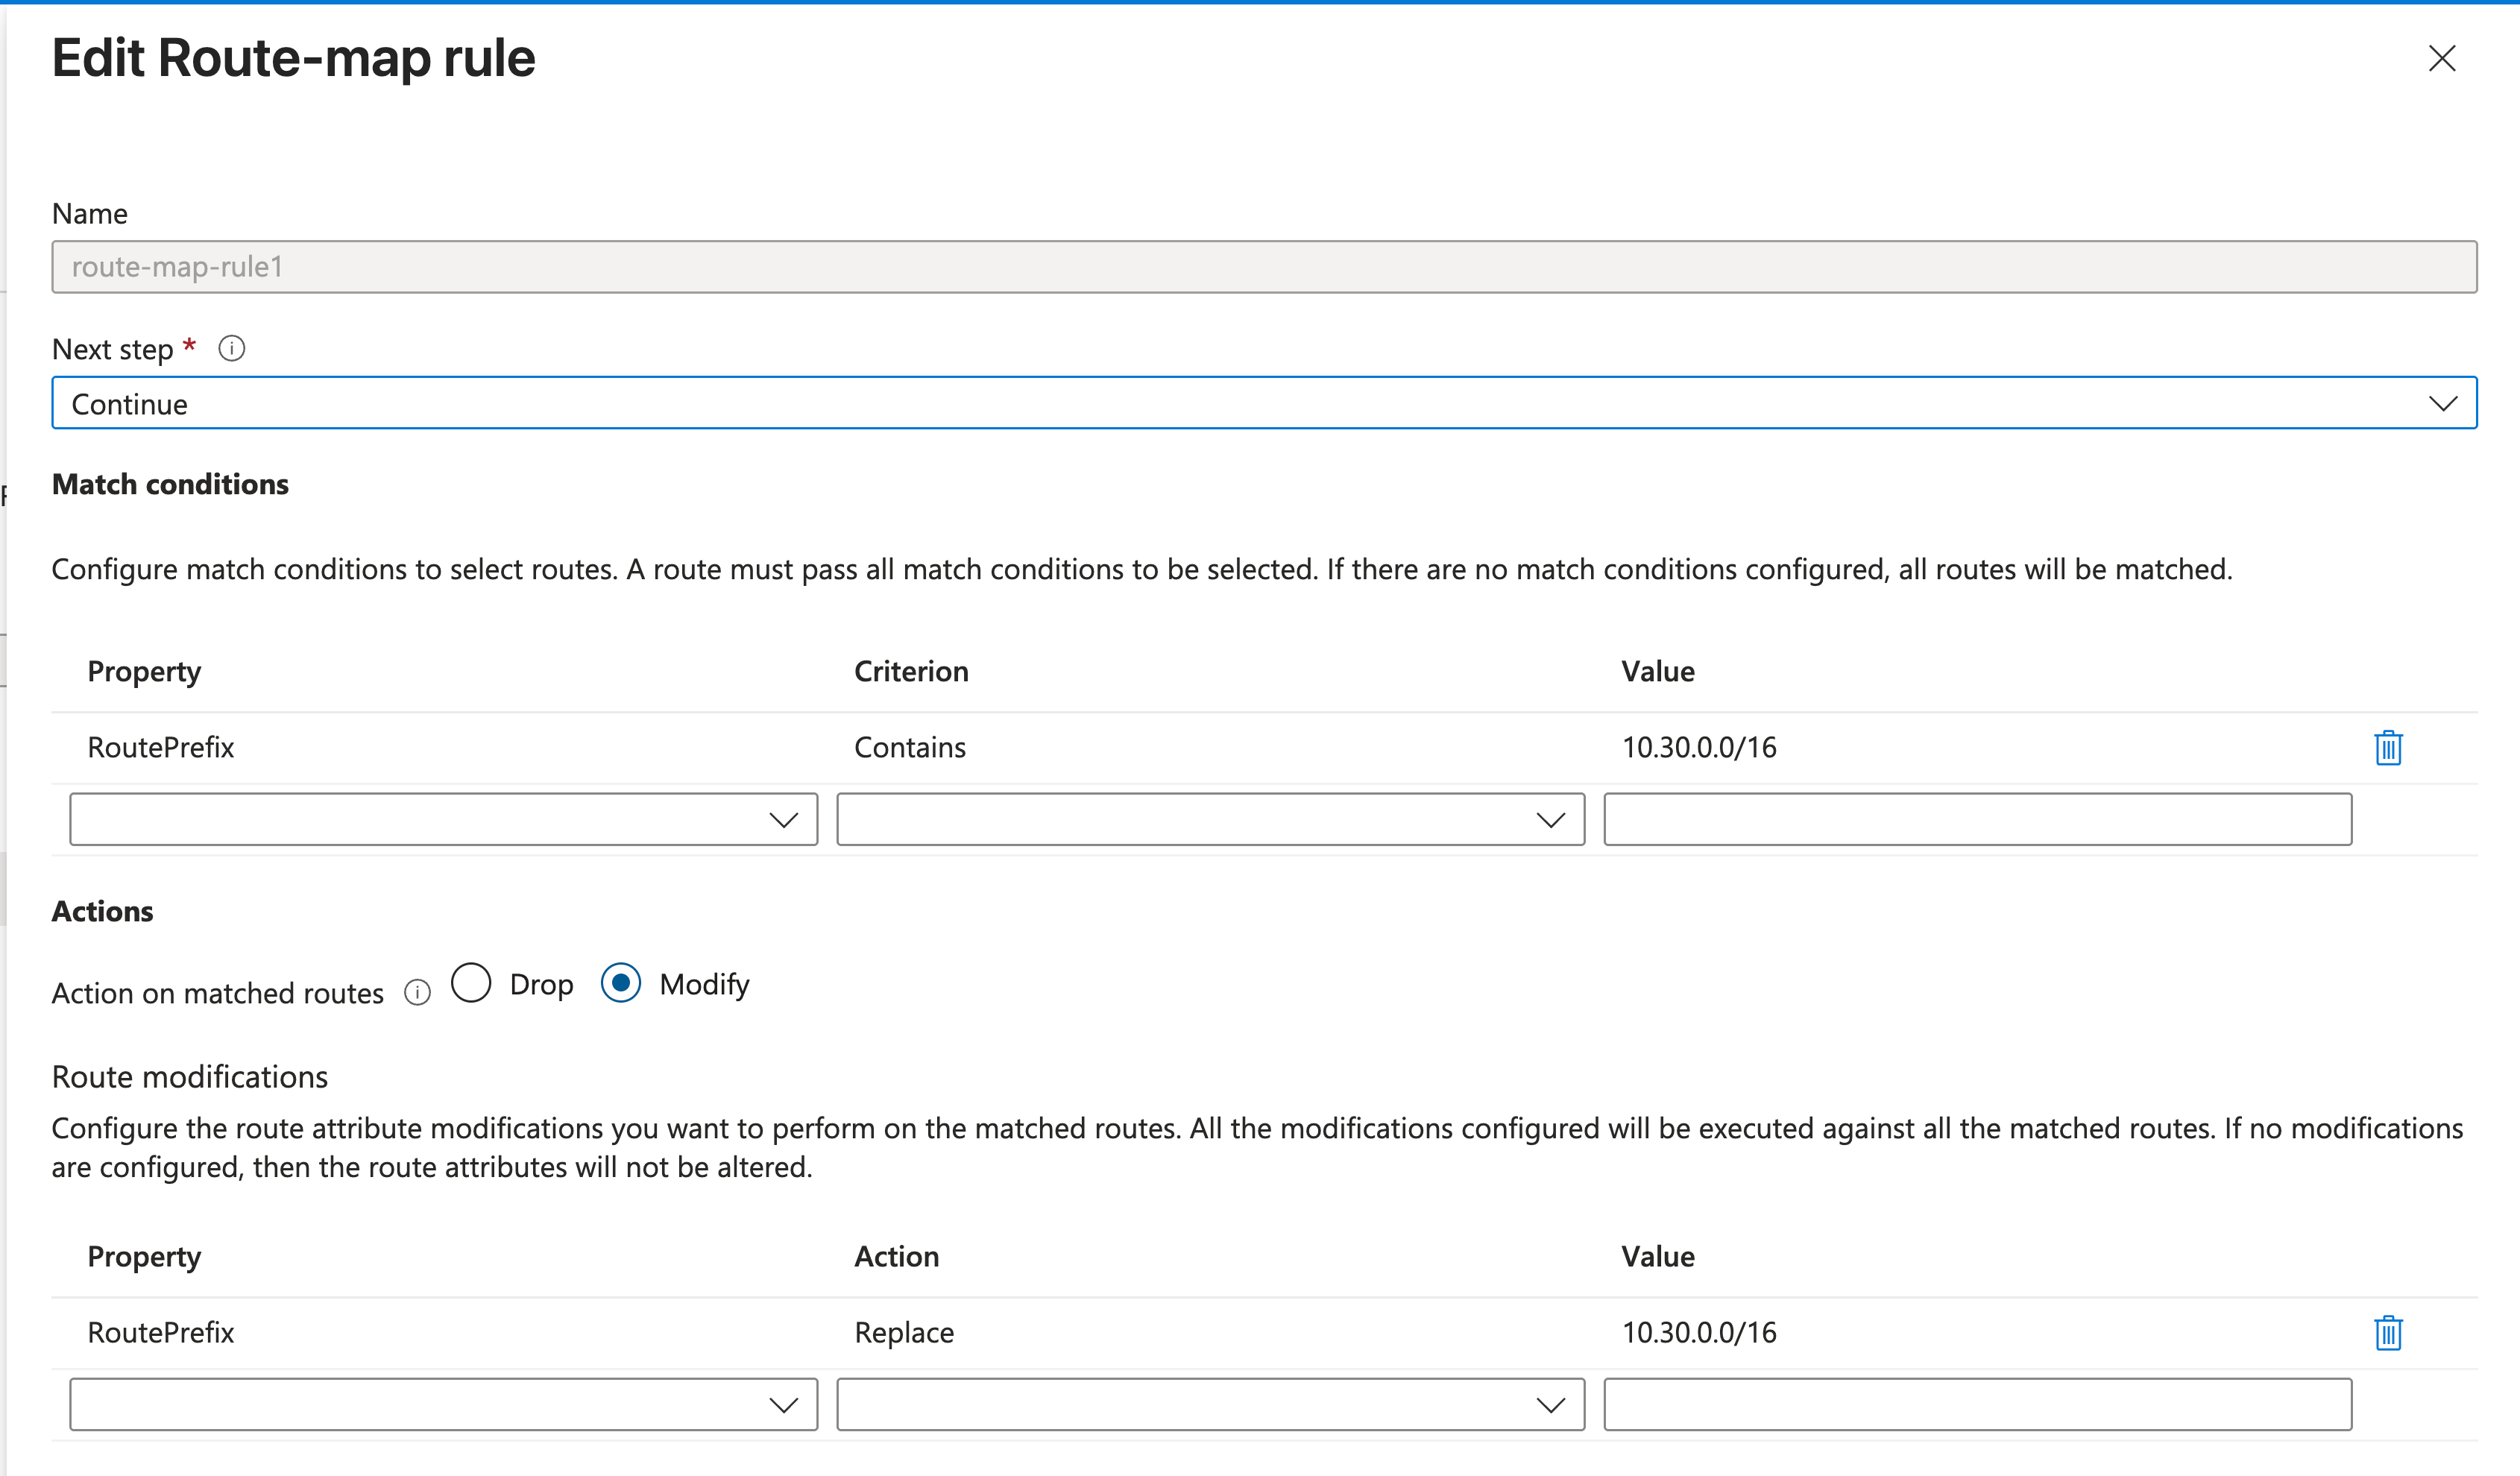 Edit Route-map rule
Name
route-map-rule1
Next step *
Continue
Match conditions
Configure match conditions to select routes. A route must pass all match conditions to be selected. If there are no match conditions configured, all routes will be matched.
Property Criterion Value
RoutePrefix Contains 10.30.0.0/16
Actions
Action on matched routes Drop Modify
Route modifications
Configure the route attribute modifications you want to perform on the matched routes. All the modifications configured will be executed against all the matched routes. If no modifications
are configured, then the route attributes will not be altered.
Property Action Value
RoutePrefix Replace 10.30.0.0/16